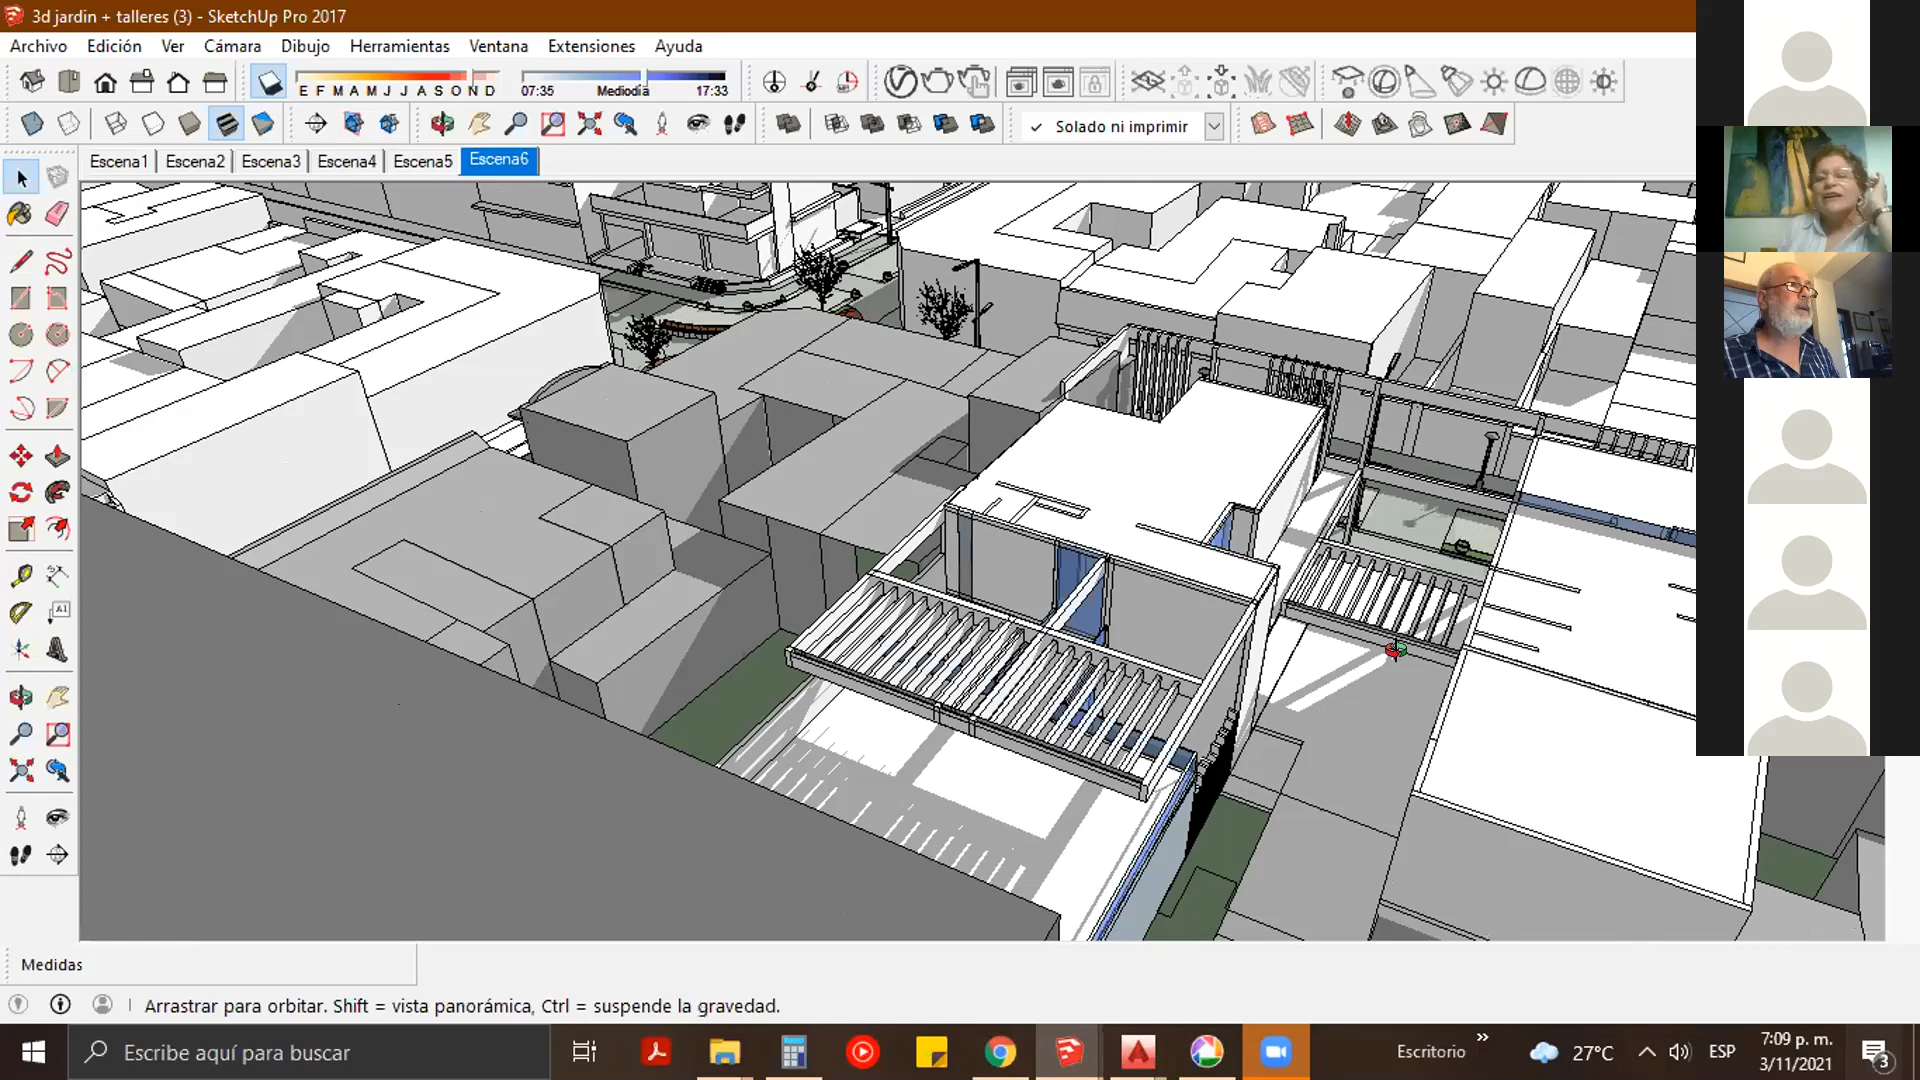 3d jardin + talleres (3) - SketchUp Pro 2017
Archivo Edición Ver Cámara Dibujo Herramientas Ventana Extensiones Ayuda
E F M A M J J A S O N D 07:35 Mediodía 17:33
✓ Solado ni imprimir
Escena1 Escena2 Escena3 Escena4 Escena5 Escena6
A1
Medidas
Arrastrar para orbitar. Shift = vista panorámica, Ctrl = suspende la gravedad.
Escribe aquí para buscar
Escritorio » 27°C ESP 7:09 p. m.
3/11/2021 3